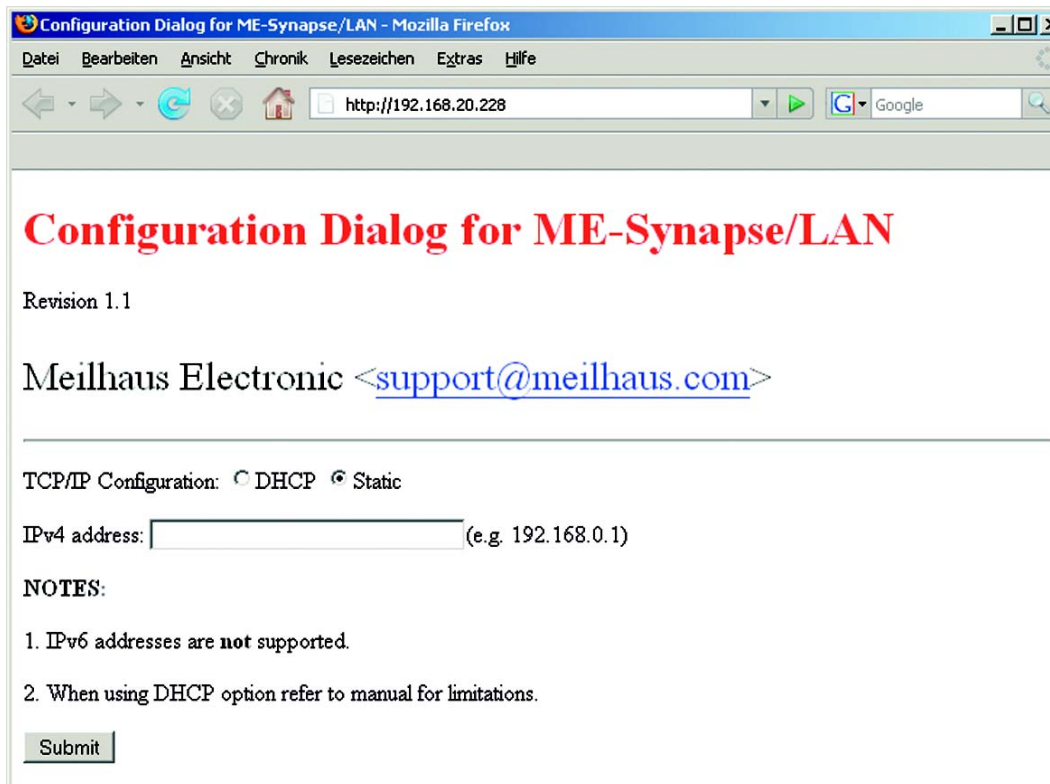 Configuration Dialog for ME-Synapse/LAN - Mozilla Firefox
Datei Bearbeiten Ansicht Chronik Lesezeichen Extras Hilfe
http://192.168.20.228 G Google
Configuration Dialog for ME-Synapse/LAN
Revision 1.1
Meilhaus Electronic <support@meilhaus.com>
TCP/IP Configuration: DHCP Static
IPv4 address: (e.g. 192.168.0.1)
NOTES:
1. IPv6 addresses are not supported.
2. When using DHCP option refer to manual for limitations.
Submit